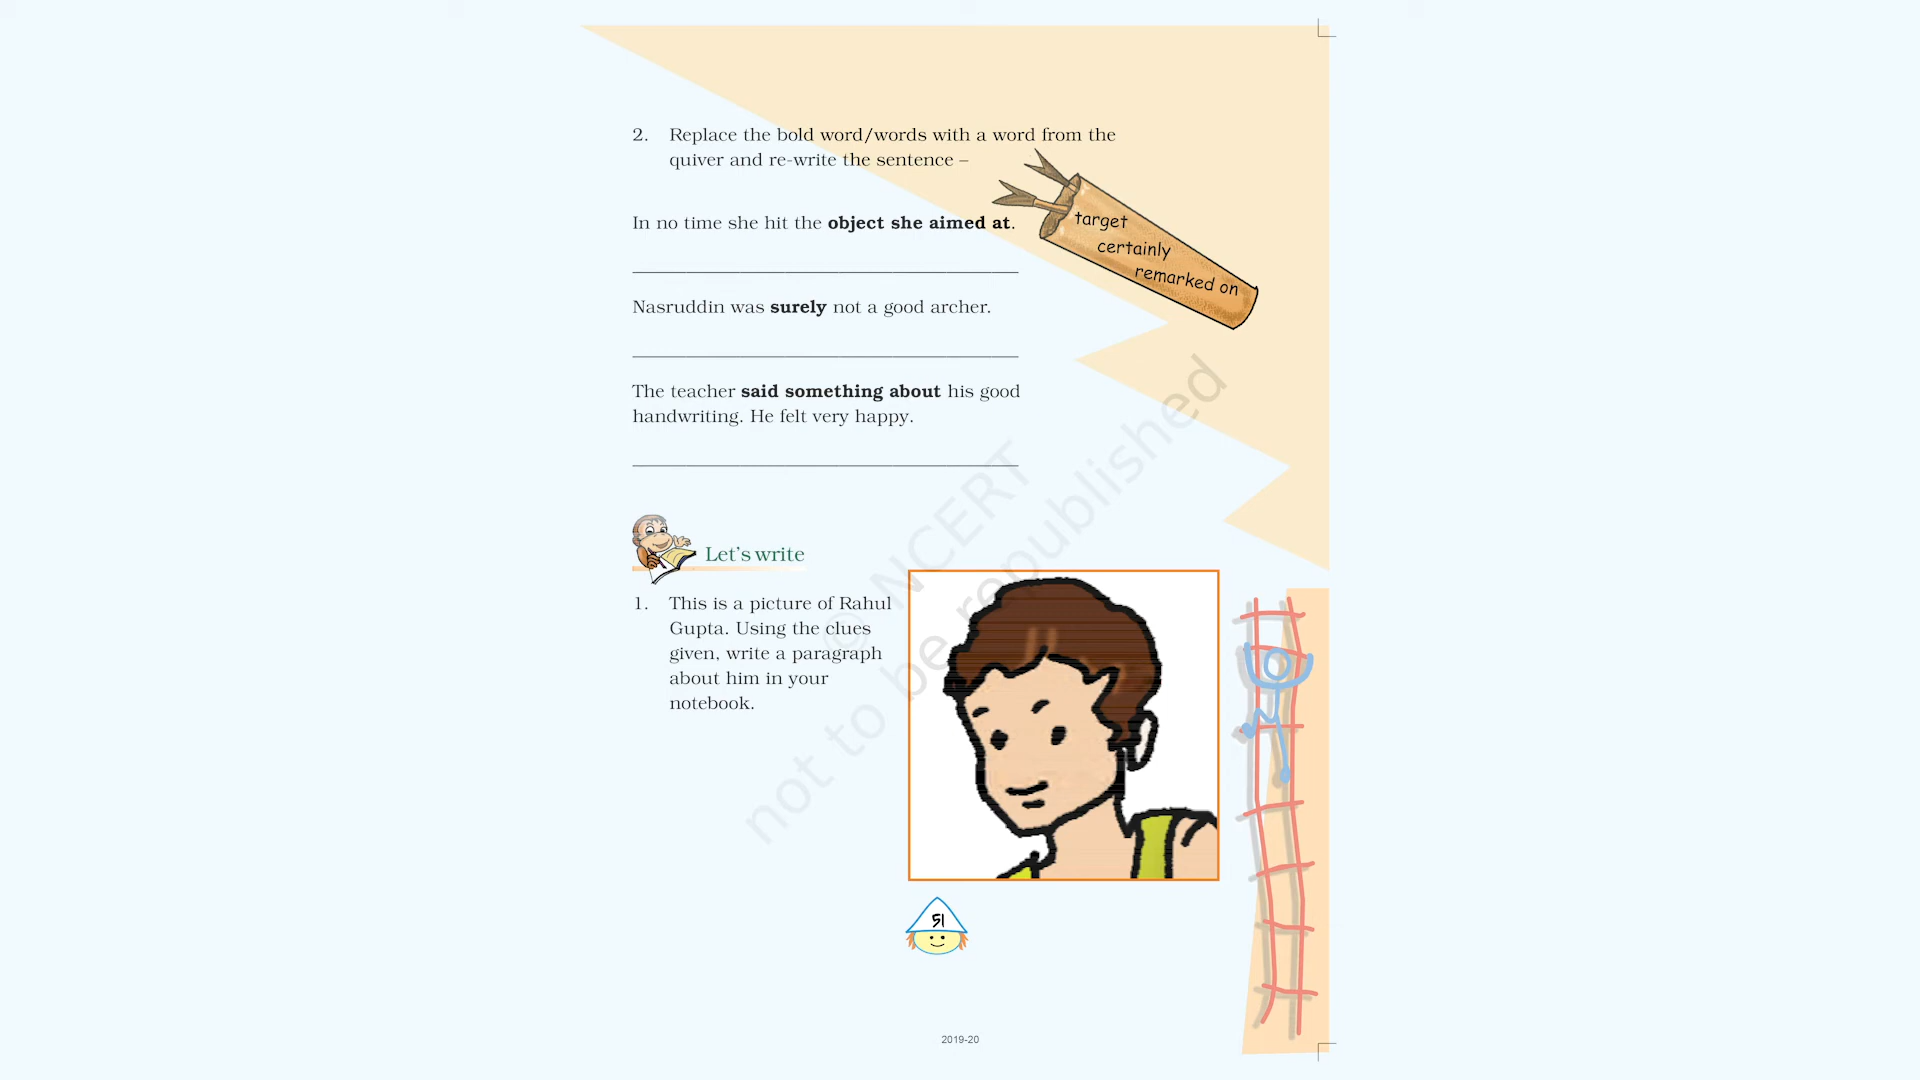 2. Replace the bold word/words with a word from the
quiver and re-write the sentence –
target
certainly
remarked on
In no time she hit the object she aimed at.
Nasruddin was surely not a good archer.
The teacher said something about his good
handwriting. He felt very happy.
Let's write
1. This is a picture of Rahul
Gupta. Using the clues
given, write a paragraph
about him in your
notebook.
© NCERT
not to be republished
51
2019-20